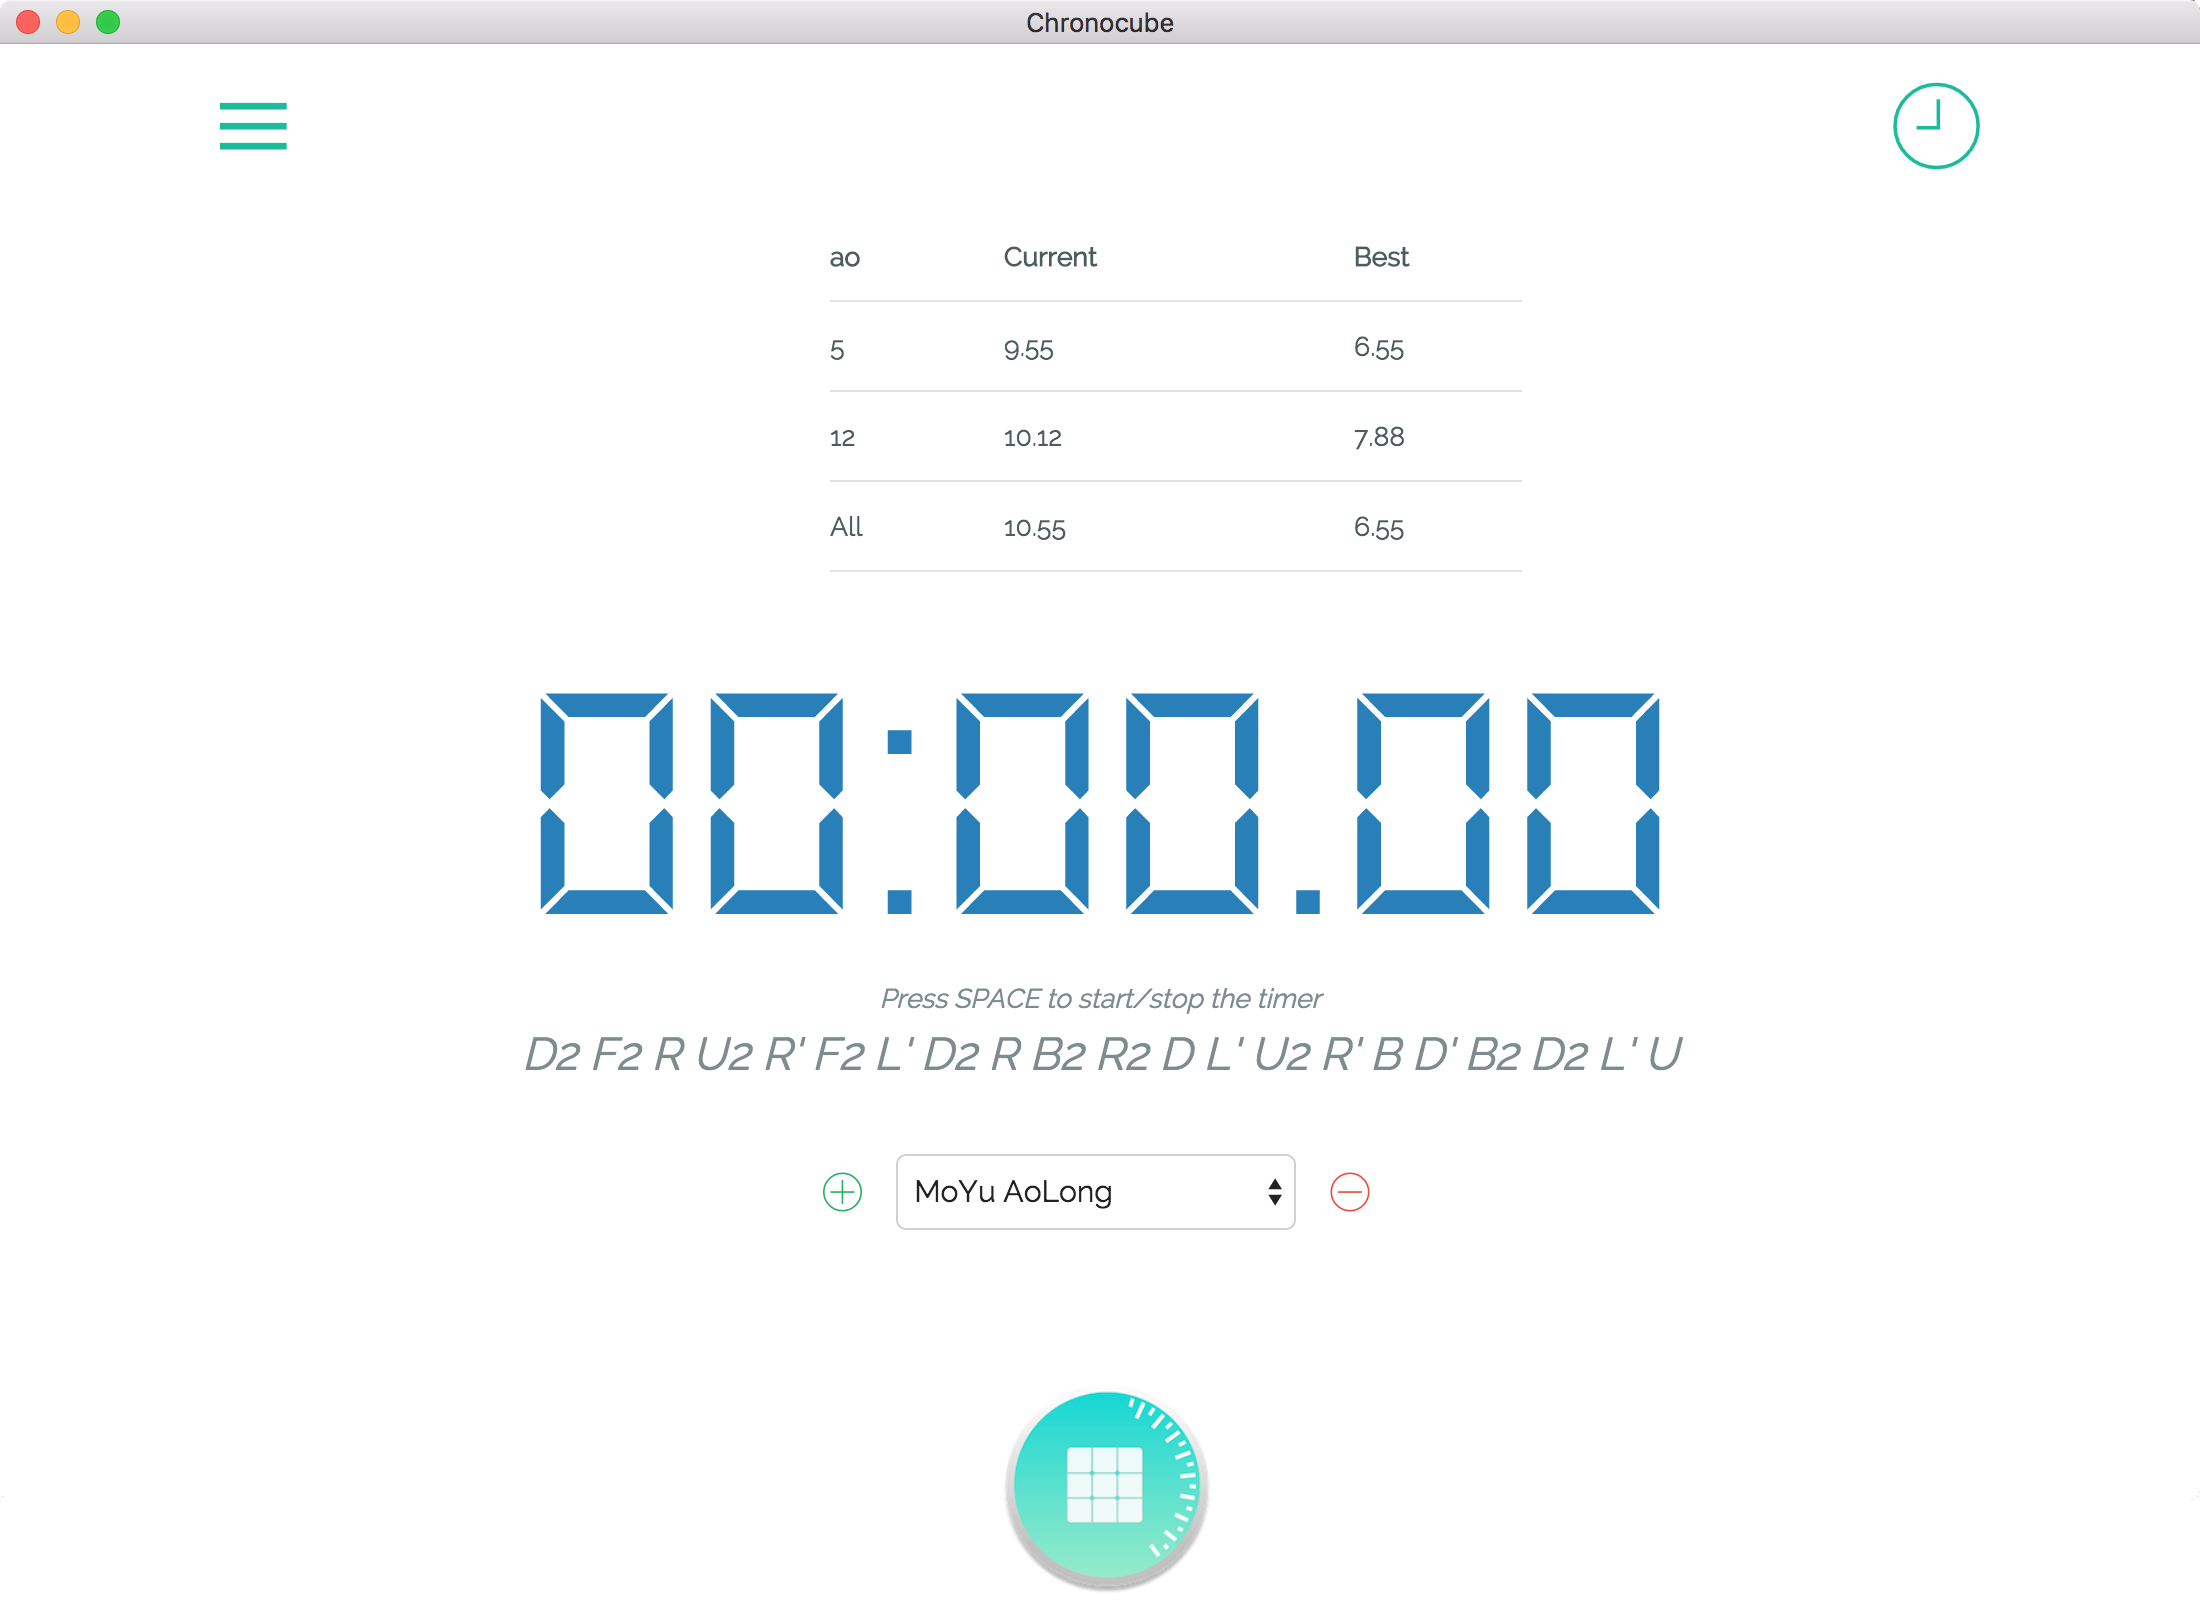 Chronocube
ao Current Best
5 9.55 6.55
12 10.12 7.88
All 10.55 6.55
00:00.00
Press SPACE to start/stop the timer
D2 F2 R U2 R' F2 L' D2 R B2 R2 D L' U2 R' B D' B2 D2 L' U
MoYu AoLong